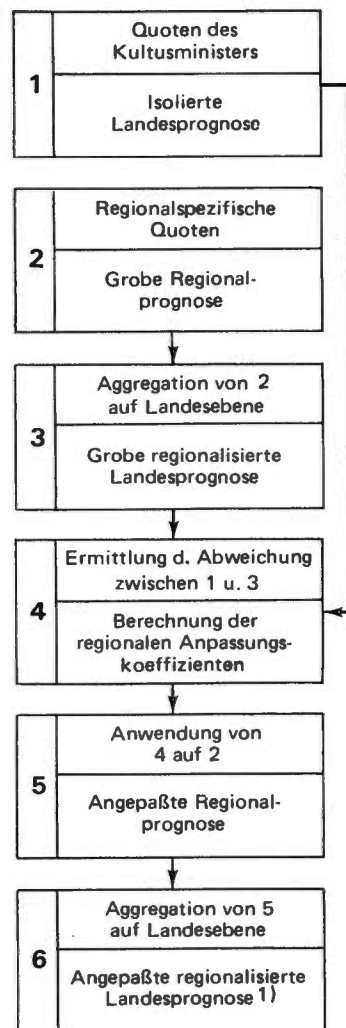 1
Quoten des
Kultusministers
Isolierte
Landesprognose
2
Regionalspezifische
Quoten
Grobe Regional-
prognose
3
Aggregation von 2
auf Landesebene
Grobe regionalisierte
Landesprognose
4
Ermittlung d. Abweichung
zwischen 1 u. 3
Berechnung der
regionalen Anpassungs-
koeffizienten
5
Anwendung von
4 auf 2
Angepaßte Regional-
prognose
6
Aggregation von 5
auf Landesebene
Angepaßte regionalisierte
Landesprognose 1)